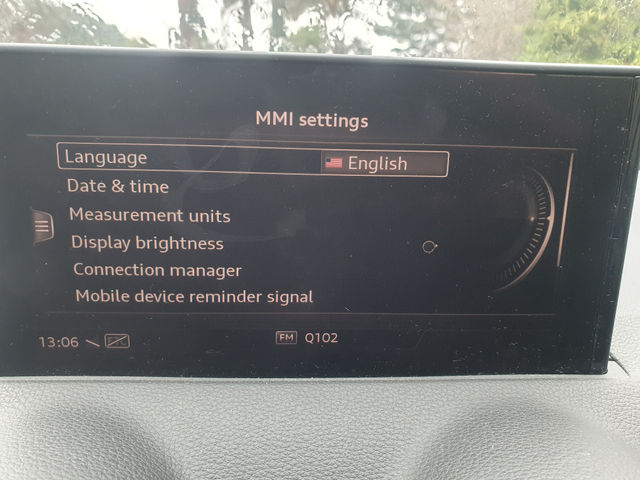 MMI settings
Language English
Date & time
Measurement units
Display brightness
Connection manager
Mobile device reminder signal
13:06 FM Q102